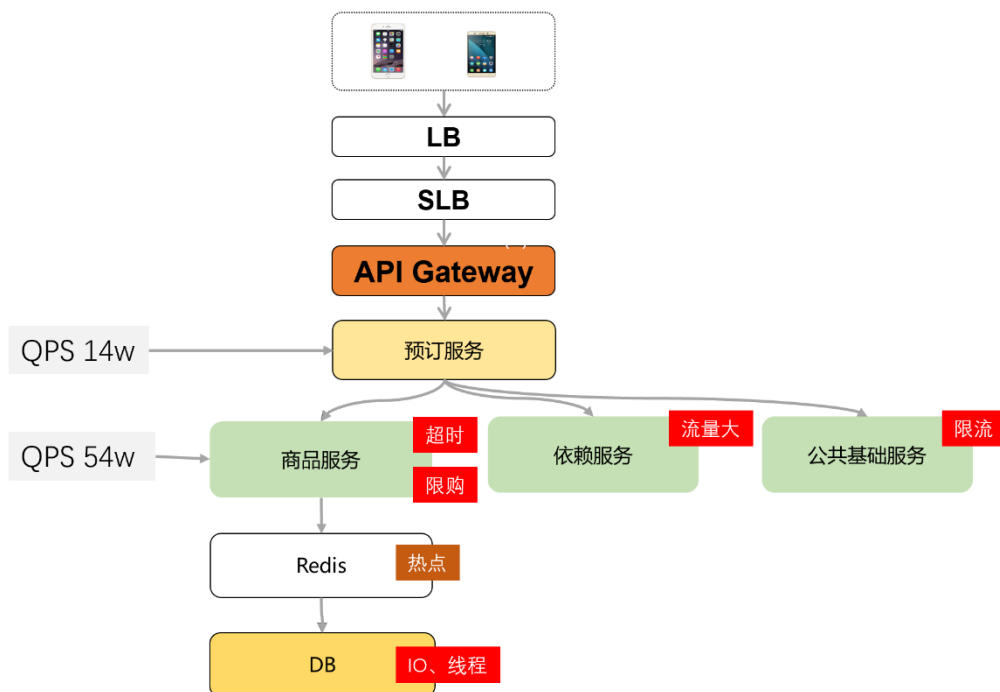 LB
SLB
API Gateway
QPS 14w
预订服务
QPS 54w
商品服务
超时
限购
依赖服务
流量大
公共基础服务
限流
Redis
热点
DB
IO、线程